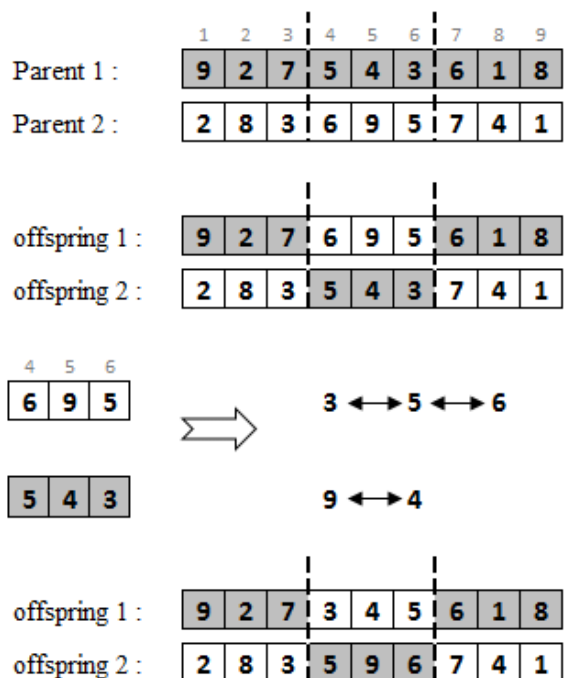 1 2 3 4 5 6 7 8 9
Parent 1 : 9 2 7 5 4 3 6 1 8
Parent 2 : 2 8 3 6 9 5 7 4 1
offspring 1 : 9 2 7 6 9 5 6 1 8
offspring 2 : 2 8 3 5 4 3 7 4 1
4 5 6
6 9 5
3 5 6
5 4 3
9 4
offspring 1 : 9 2 7 3 4 5 6 1 8
offspring 2 : 2 8 3 5 9 6 7 4 1